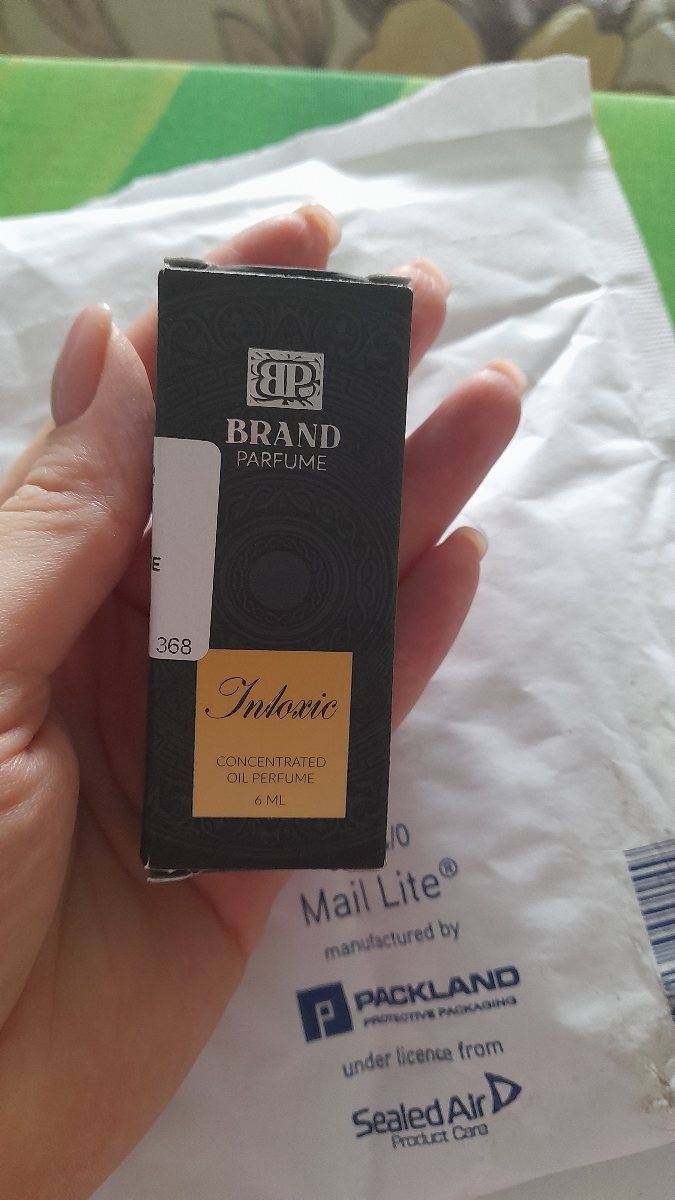 BP
BRAND
PARFUME
E
368
Intoxic
CONCENTRATED
OIL PERFUME
6 ML
/0
Mail Lite®
manufactured by
PACKLAND
PROTECTIVE PACKAGING
under licence from
Sealed Air
Product Care